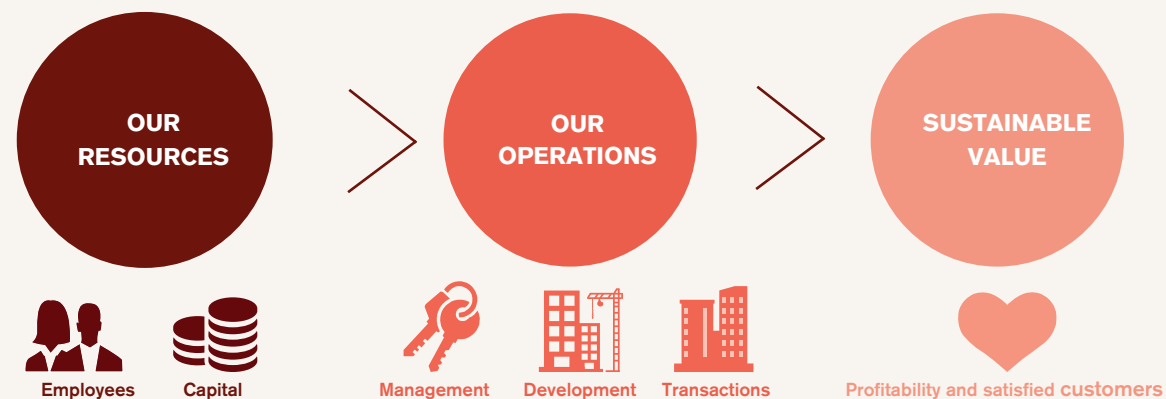 OUR
RESOURCES
OUR
OPERATIONS
SUSTAINABLE
VALUE
Employees
Capital
Management
Development
Transactions
Profitability and satisfied customers